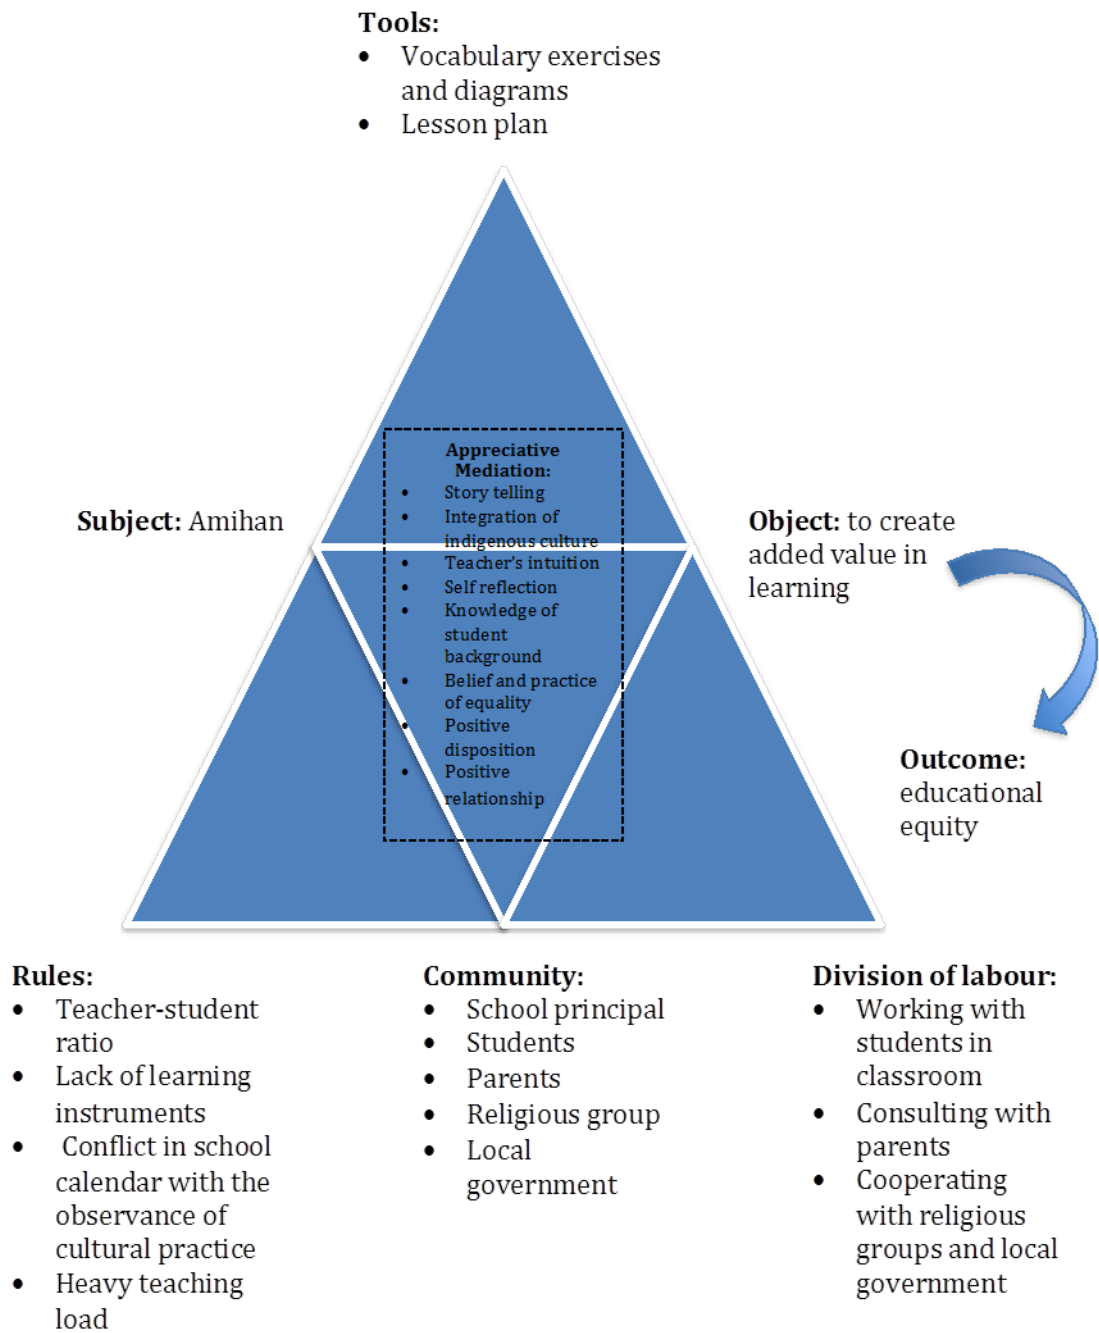 Tools:
• Vocabulary exercises
and diagrams
• Lesson plan
Appreciative
Mediation:
• Story telling
• Integration of
indigenous culture
• Teacher's intuition
• Self reflection
• Knowledge of
student
background
• Belief and practice
of equality
• Positive
disposition
• Positive
relationship
Subject: Amihan
Object: to create
added value in
learning
Outcome:
educational
equity
Rules:
• Teacher-student
ratio
• Lack of learning
instruments
• Conflict in school
calendar with the
observance of
cultural practice
• Heavy teaching
load
Community:
• School principal
• Students
• Parents
• Religious group
• Local
government
Division of labour:
• Working with
students in
classroom
• Consulting with
parents
• Cooperating
with religious
groups and local
government